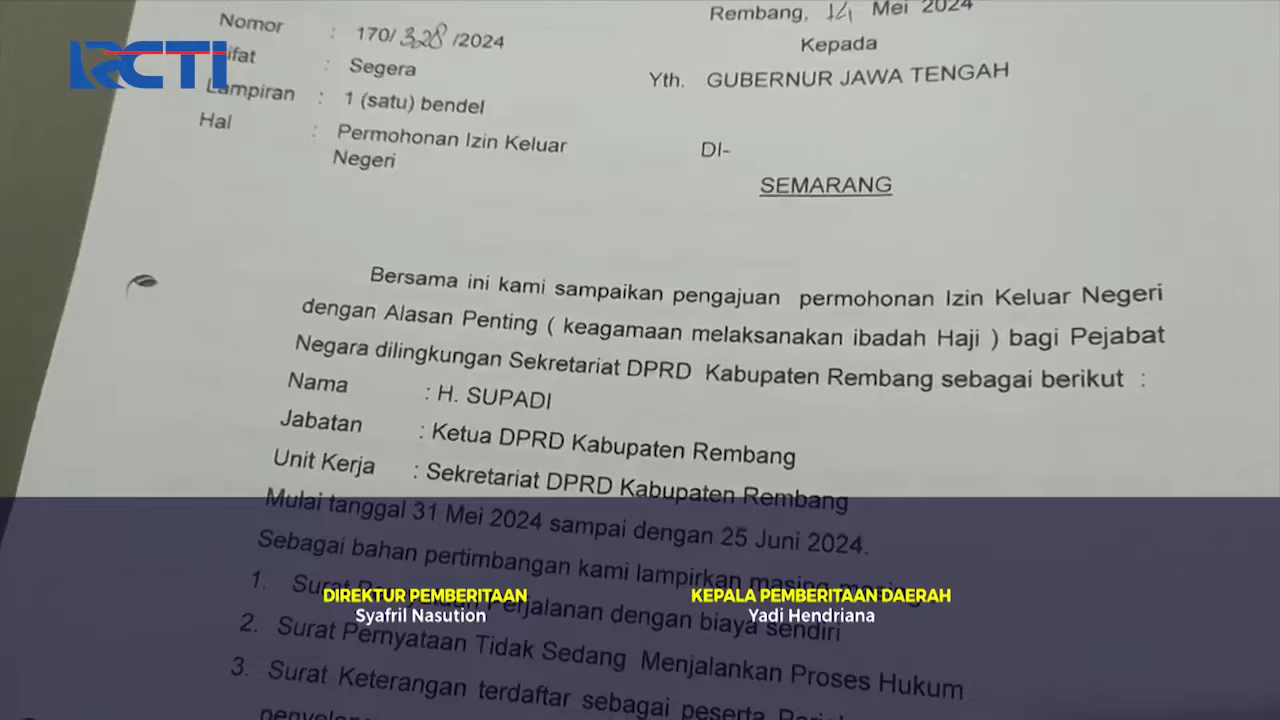 RCTI
Rembang, 14 Mei 2024
Nomor : 170/328/2024
Kepada
ifat : Segera
Yth. GUBERNUR JAWA TENGAH
Lampiran : 1 (satu) bendel
Hal : Permohonan Izin Keluar
Negeri
DI-
SEMARANG
Bersama ini kami sampaikan pengajuan permohonan Izin Keluar Negeri
dengan Alasan Penting ( keagamaan melaksanakan ibadah Haji ) bagi Pejabat
Negara dilingkungan Sekretariat DPRD Kabupaten Rembang sebagai berikut :
Nama : H. SUPADI
Jabatan : Ketua DPRD Kabupaten Rembang
Unit Kerja : Sekretariat DPRD Kabupaten Rembang
Mulai tanggal 31 Mei 2024 sampai dengan 25 Juni 2024.
Sebagai bahan pertimbangan kami lampirkan masing-masing
1. Surat Perjalanan dengan biaya sendiri
DIREKTUR PEMBERITAAN
Syafril Nasution
KEPALA PEMBERITAAN DAERAH
Yadi Hendriana
2. Surat Pernyataan Tidak Sedang Menjalankan Proses Hukum
3. Surat Keterangan terdaftar sebagai peserta